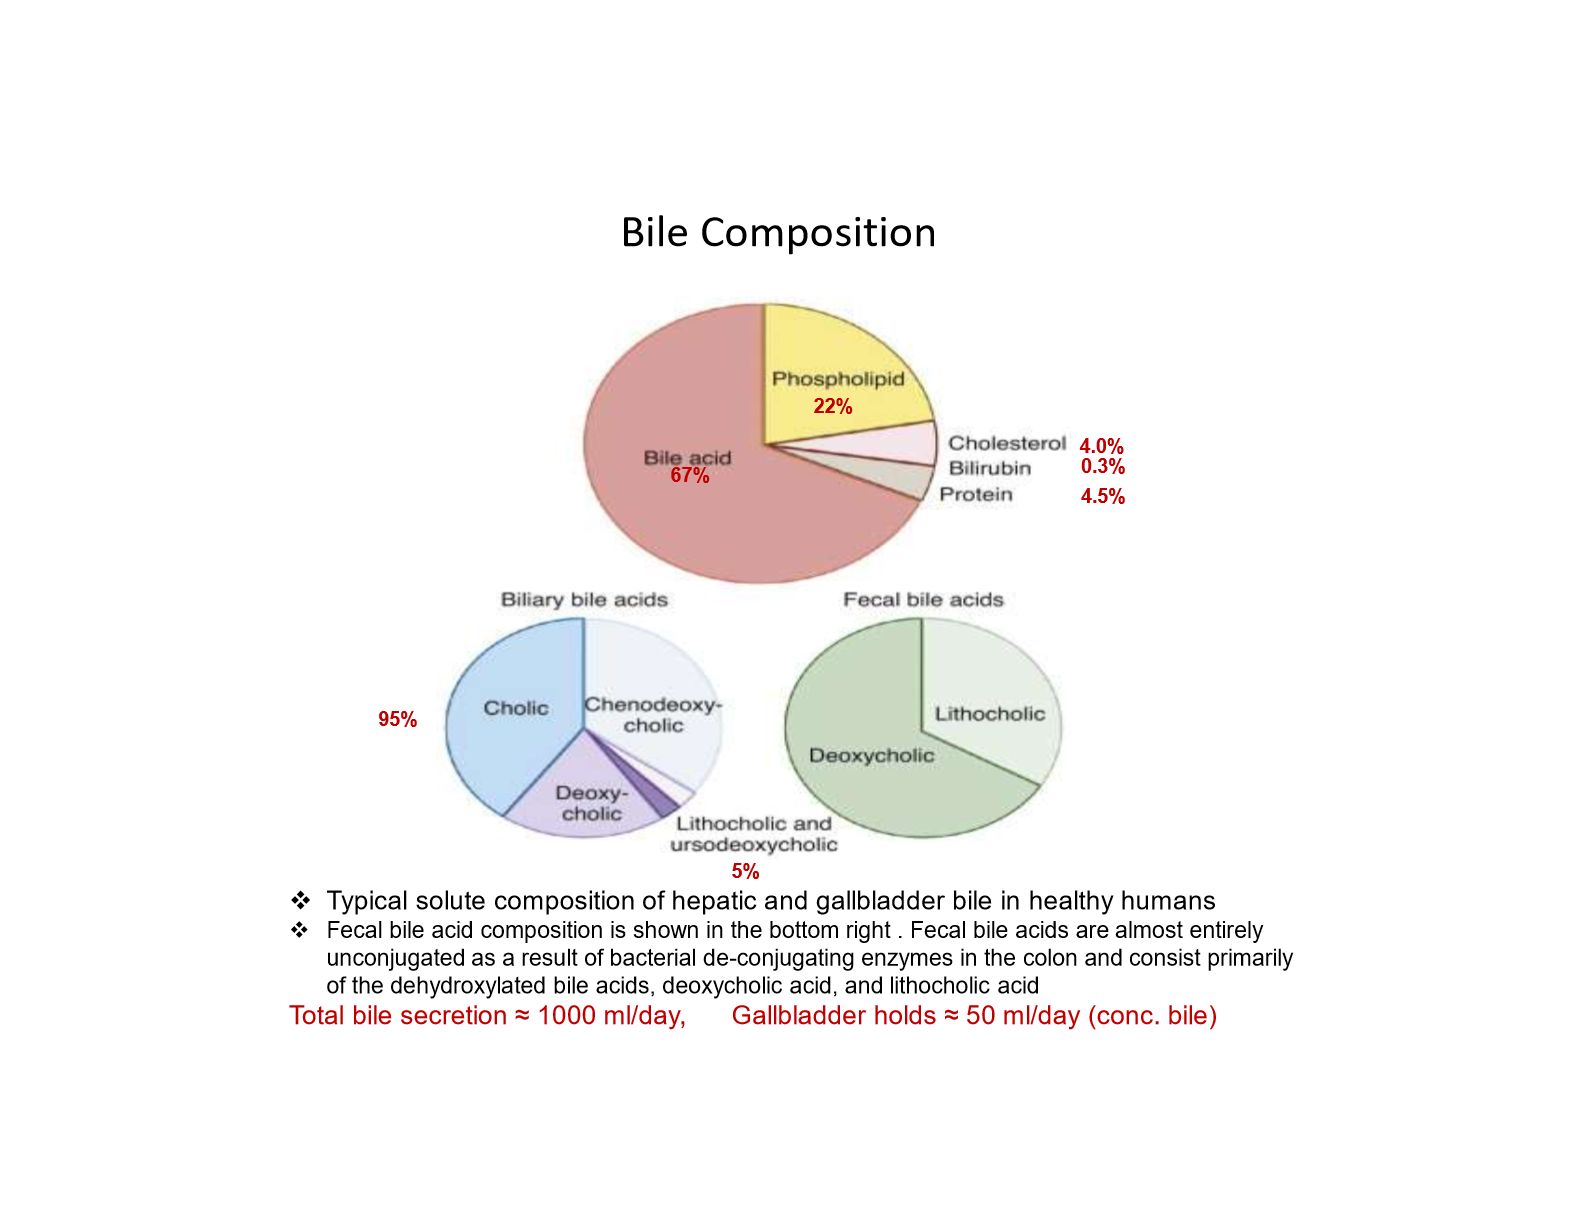 Bile Composition
Phospholipid
22%
Cholesterol 4.0%
Bilirubin 0.3%
Protein 4.5%
Bile acid
67%
Biliary bile acids
Fecal bile acids
Cholic
95%
Chenodeoxy-
cholic
Deoxy-
cholic
Lithocholic and
ursodeoxycholic
5%
Lithocholic
Deoxycholic
❖ Typical solute composition of hepatic and gallbladder bile in healthy humans
❖ Fecal bile acid composition is shown in the bottom right . Fecal bile acids are almost entirely
unconjugated as a result of bacterial de-conjugating enzymes in the colon and consist primarily
of the dehydroxylated bile acids, deoxycholic acid, and lithocholic acid
Total bile secretion ≈ 1000 ml/day, Gallbladder holds ≈ 50 ml/day (conc. bile)